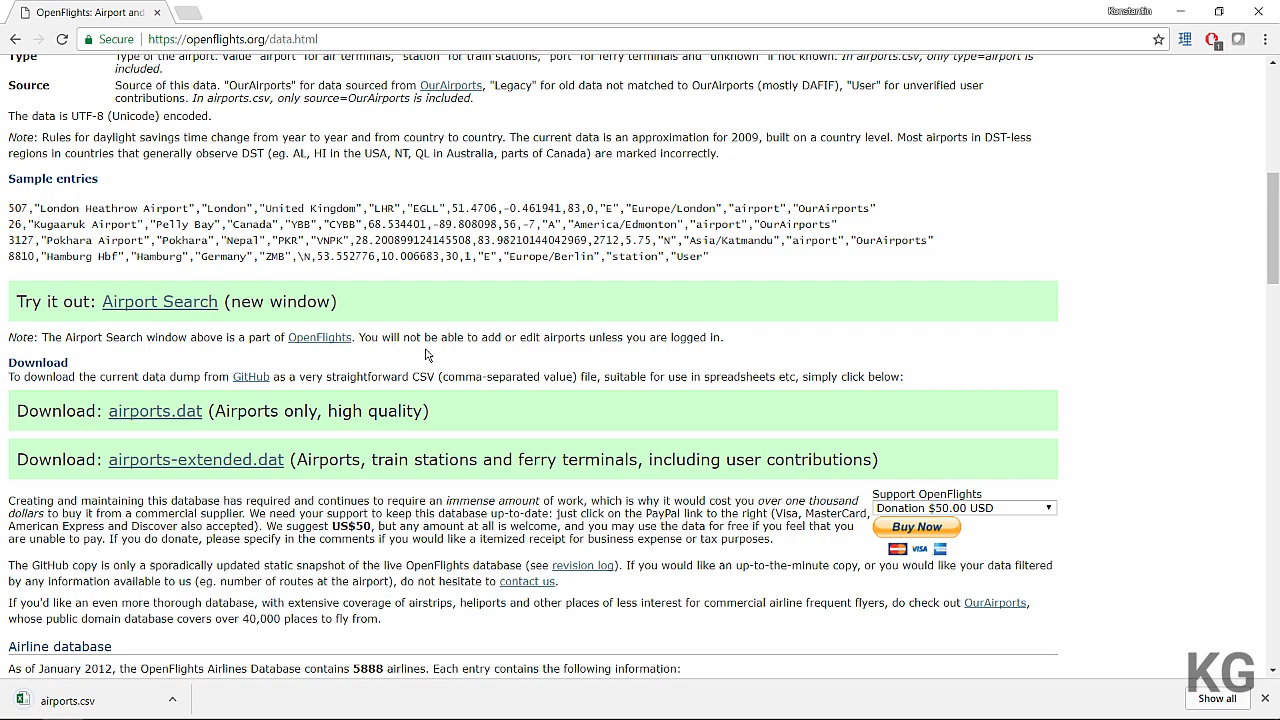 OpenFlights: Airport and
Konstantin
Secure https://openflights.org/data.html
Type Type of the airport. Value "airport" for air terminals, "station" for train stations, "port" for ferry terminals and "unknown" if not known. In airports.csv, only type=airport is
included.
Source Source of this data. "OurAirports" for data sourced from OurAirports, "Legacy" for old data not matched to OurAirports (mostly DAFIF), "User" for unverified user
contributions. In airports.csv, only source=OurAirports is included.
The data is UTF-8 (Unicode) encoded.
Note: Rules for daylight savings time change from year to year and from country to country. The current data is an approximation for 2009, built on a country level. Most airports in DST-less
regions in countries that generally observe DST (eg. AL, HI in the USA, NT, QL in Australia, parts of Canada) are marked incorrectly.
Sample entries
507,"London Heathrow Airport","London","United Kingdom","LHR","EGLL",51.4706,-0.461941,83,0,"E","Europe/London","airport","OurAirports"
26,"Kugaaruk Airport","Pelly Bay","Canada","YBB","CYBB",68.534401,-89.808098,56,-7,"A","America/Edmonton","airport","OurAirports"
3127,"Pokhara Airport","Pokhara","Nepal","PKR","VNPK",28.200899124145508,83.98210144042969,2712,5.75,"N","Asia/Katmandu","airport","OurAirports"
8810,"Hamburg Hbf","Hamburg","Germany","ZMB",\N,53.552776,10.006683,30,1,"E","Europe/Berlin","station","User"
Try it out: Airport Search (new window)
Note: The Airport Search window above is a part of OpenFlights. You will not be able to add or edit airports unless you are logged in.
Download
To download the current data dump from GitHub as a very straightforward CSV (comma-separated value) file, suitable for use in spreadsheets etc, simply click below:
Download: airports.dat (Airports only, high quality)
Download: airports-extended.dat (Airports, train stations and ferry terminals, including user contributions)
Creating and maintaining this database has required and continues to require an immense amount of work, which is why it would cost you over one thousand
dollars to buy it from a commercial supplier. We need your support to keep this database up-to-date: just click on the PayPal link to the right (Visa, MasterCard,
American Express and Discover also accepted). We suggest US$50, but any amount at all is welcome, and you may use the data for free if you feel that you
are unable to pay. If you do donate, please specify in the comments if you would like q itemized receipt for business expense or tax purposes.
Support OpenFlights
Donation $50.00 USD
Buy Now
VISA
The GitHub copy is only a sporadically updated static snapshot of the live OpenFlights database (see revision log). If you would like an up-to-the-minute copy, or you would like your data filtered
by any information available to us (eg. number of routes at the airport), do not hesitate to contact us.
If you'd like an even more thorough database, with extensive coverage of airstrips, heliports and other places of less interest for commercial airline frequent flyers, do check out OurAirports,
whose public domain database covers over 40,000 places to fly from.
Airline database
As of January 2012, the OpenFlights Airlines Database contains 5888 airlines. Each entry contains the following information:
KG
airports.csv
Show all